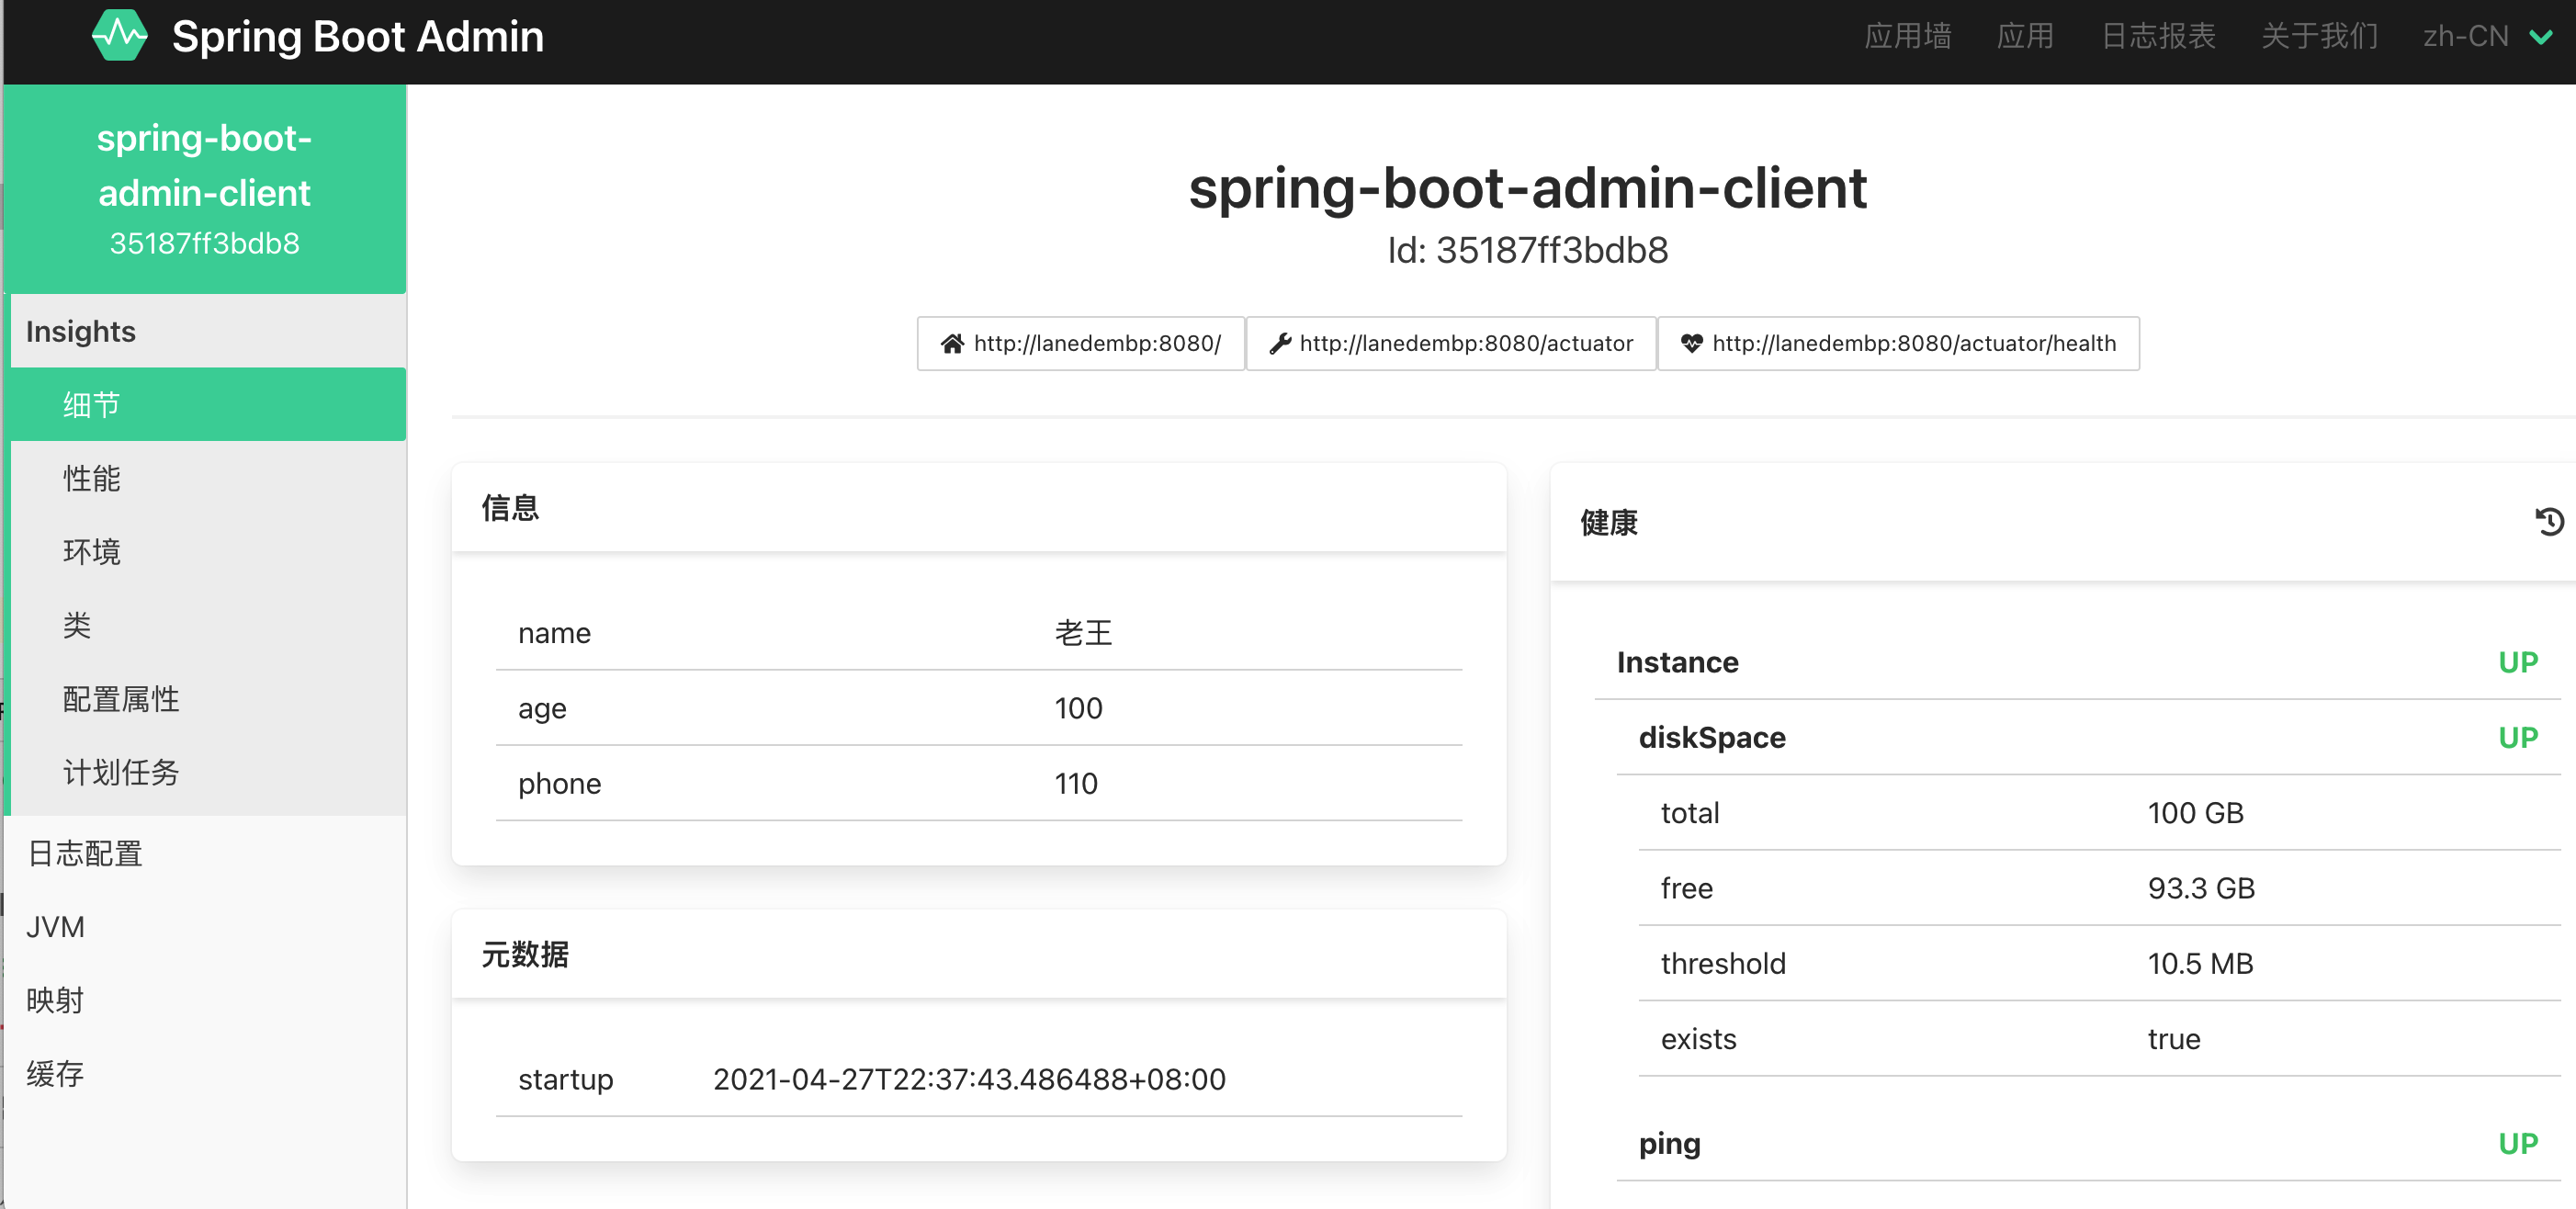 Spring Boot Admin
应用墙 应用 日志报表 关于我们 zh-CN
spring-boot-
admin-client
35187ff3bdb8
Insights
细节
性能
环境
类
配置属性
计划任务
日志配置
JVM
映射
缓存
spring-boot-admin-client
Id: 35187ff3bdb8
http://lanedembp:8080/ http://lanedembp:8080/actuator http://lanedembp:8080/actuator/health
信息
name 老王
age 100
phone 110
元数据
startup 2021-04-27T22:37:43.486488+08:00
健康
Instance UP
diskSpace UP
total 100 GB
free 93.3 GB
threshold 10.5 MB
exists true
ping UP